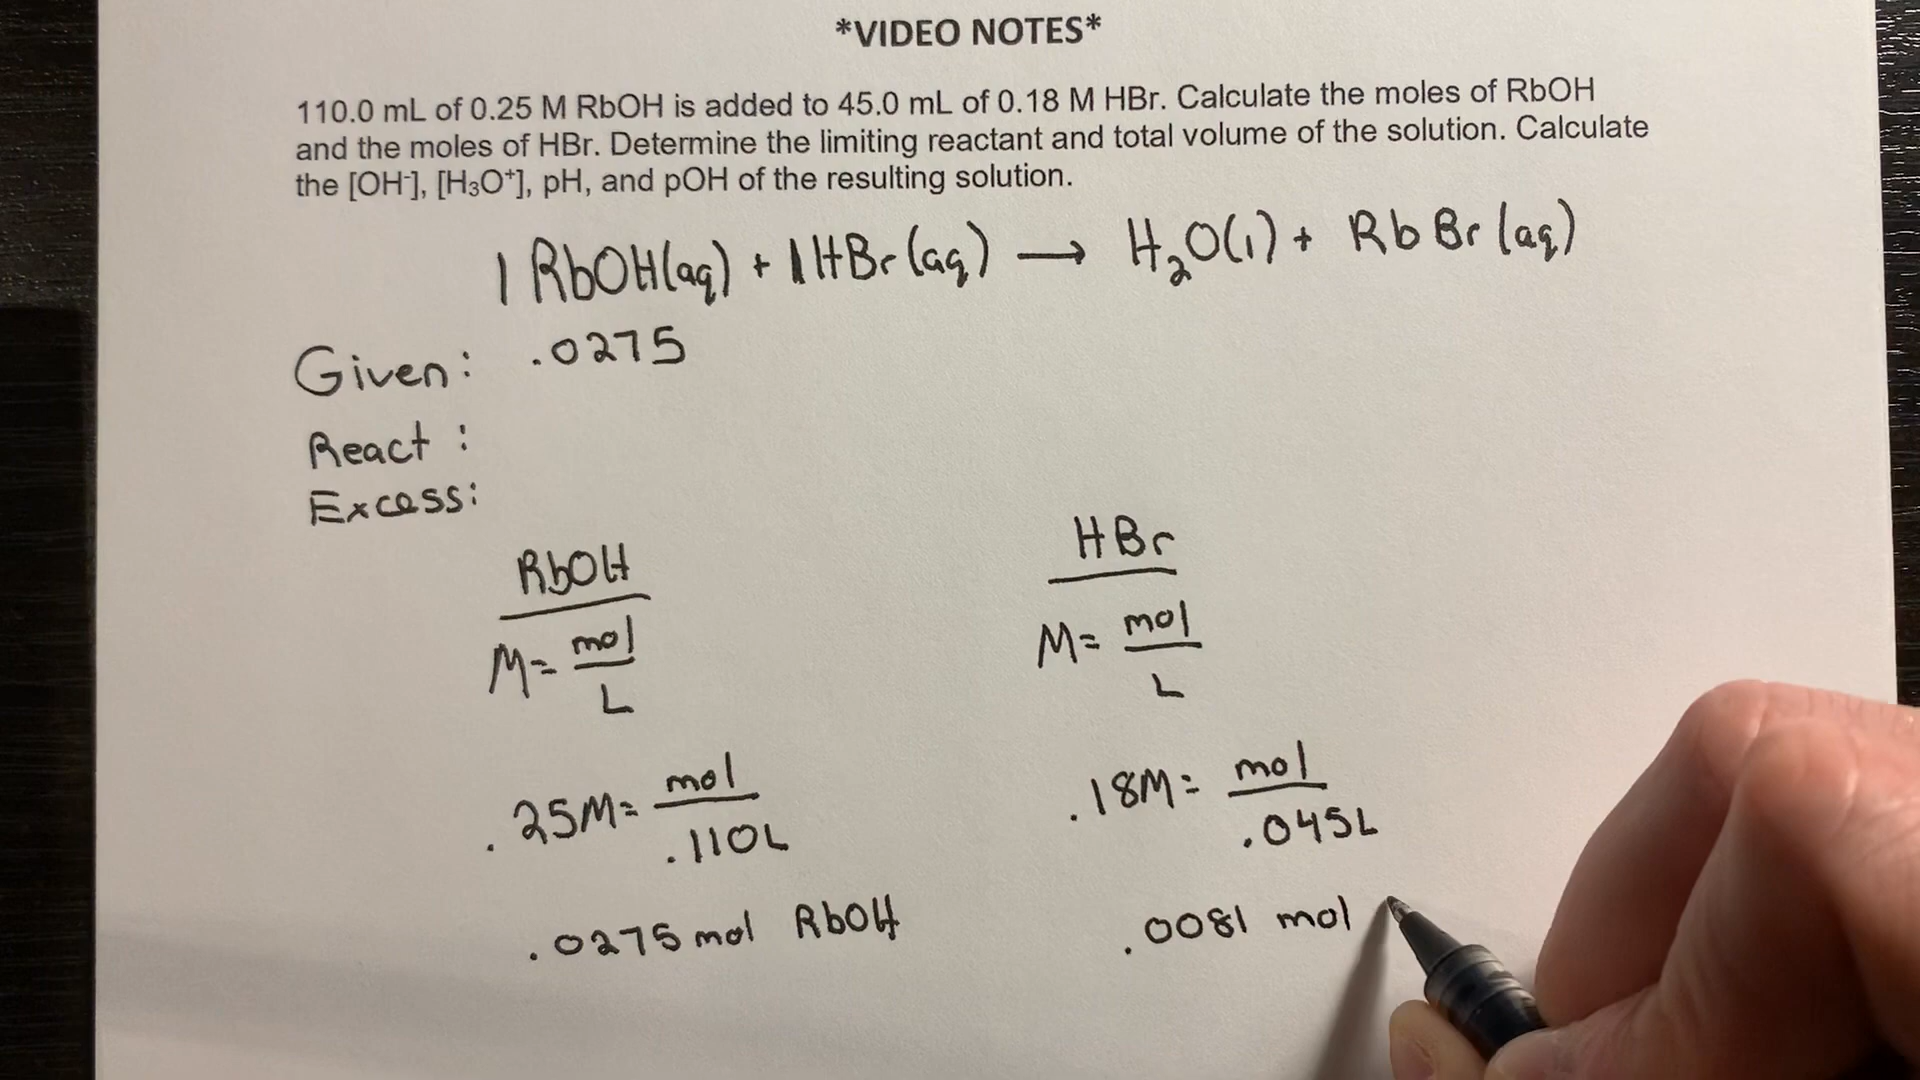 *VIDEO NOTES*
110.0 mL of 0.25 M RbOH is added to 45.0 mL of 0.18 M HBr. Calculate the moles of RbOH
and the moles of HBr. Determine the limiting reactant and total volume of the solution. Calculate
the [OH⁻], [H₃O⁺], pH, and pOH of the resulting solution.
1 RbOH(aq) + 1 HBr(aq) → H₂O(l) + RbBr(aq)
Given: .0275
React:
Excess:
RbOH
M= mol
L
.25M= mol
.110L
.0275 mol RbOH
HBr
M= mol
L
.18M= mol
.045L
.0081 mol